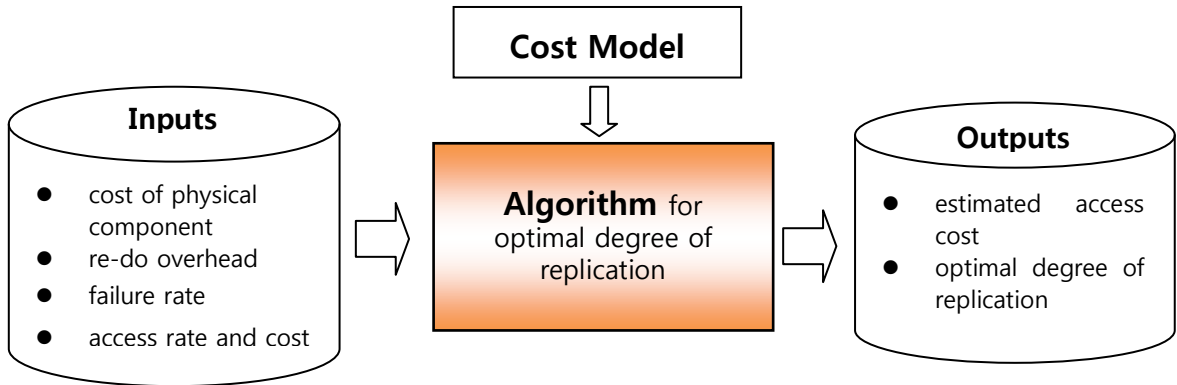 Cost Model
Inputs
● cost of physical
component
● re-do overhead
● failure rate
● access rate and cost
Algorithm for
optimal degree of
replication
Outputs
● estimated access
cost
● optimal degree of
replication